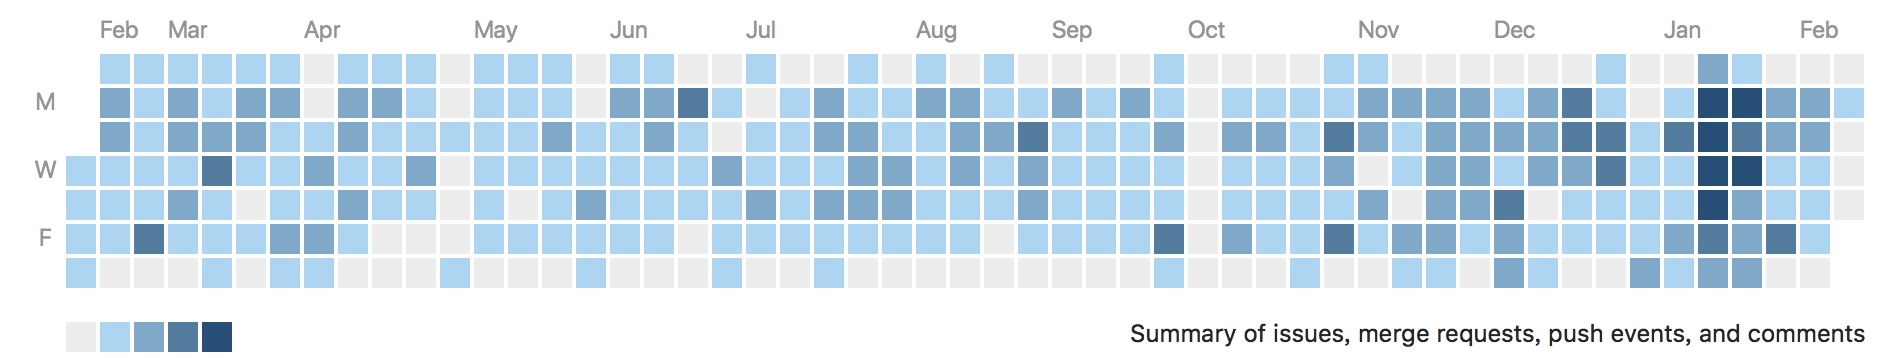 Feb Mar Apr May Jun Jul Aug Sep Oct Nov Dec Jan Feb
M
W
F
Summary of issues, merge requests, push events, and comments